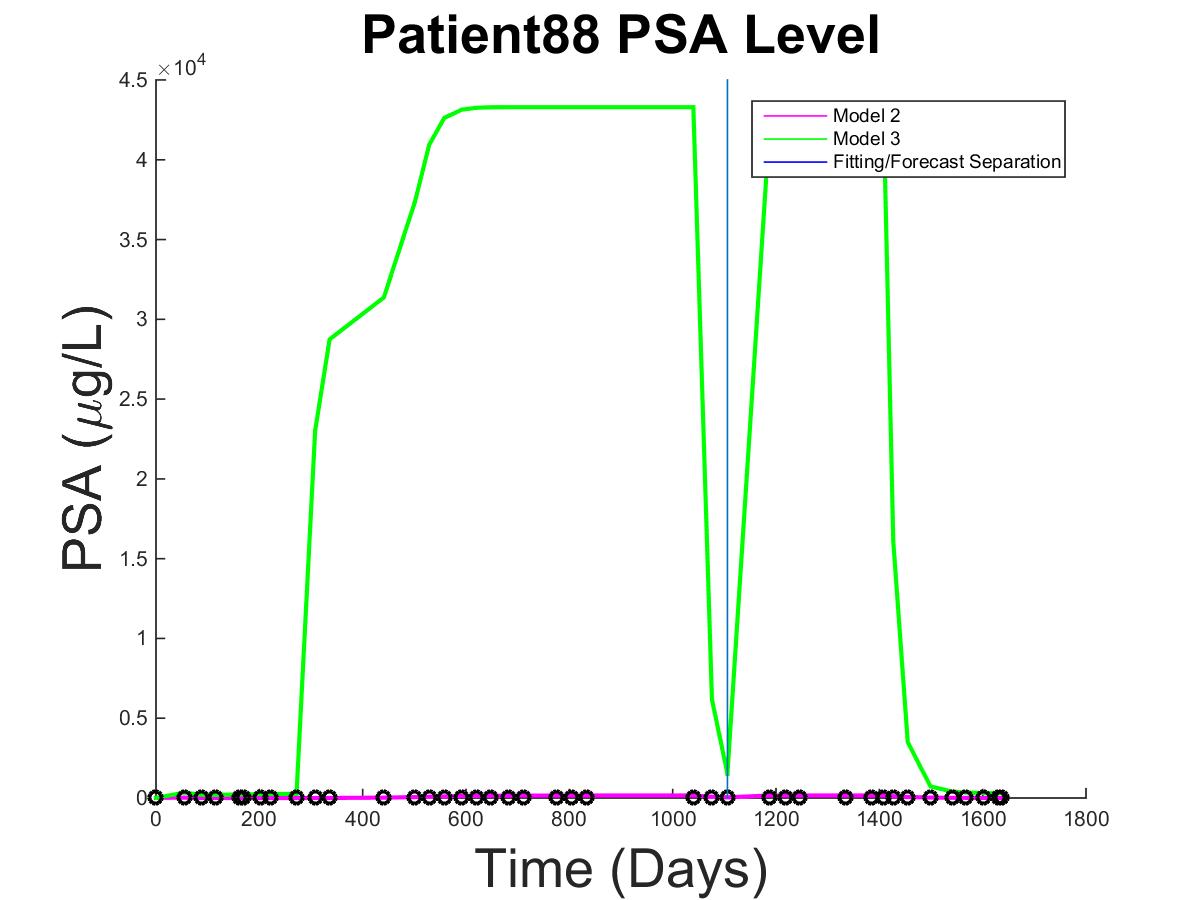 Patient88 PSA Level
×10⁴
4.5
4
3.5
3
2.5
2
1.5
1
0.5
0
PSA (μg/L)
Model 2
Model 3
Fitting/Forecast Separation
0 200 400 600 800 1000 1200 1400 1600 1800
Time (Days)